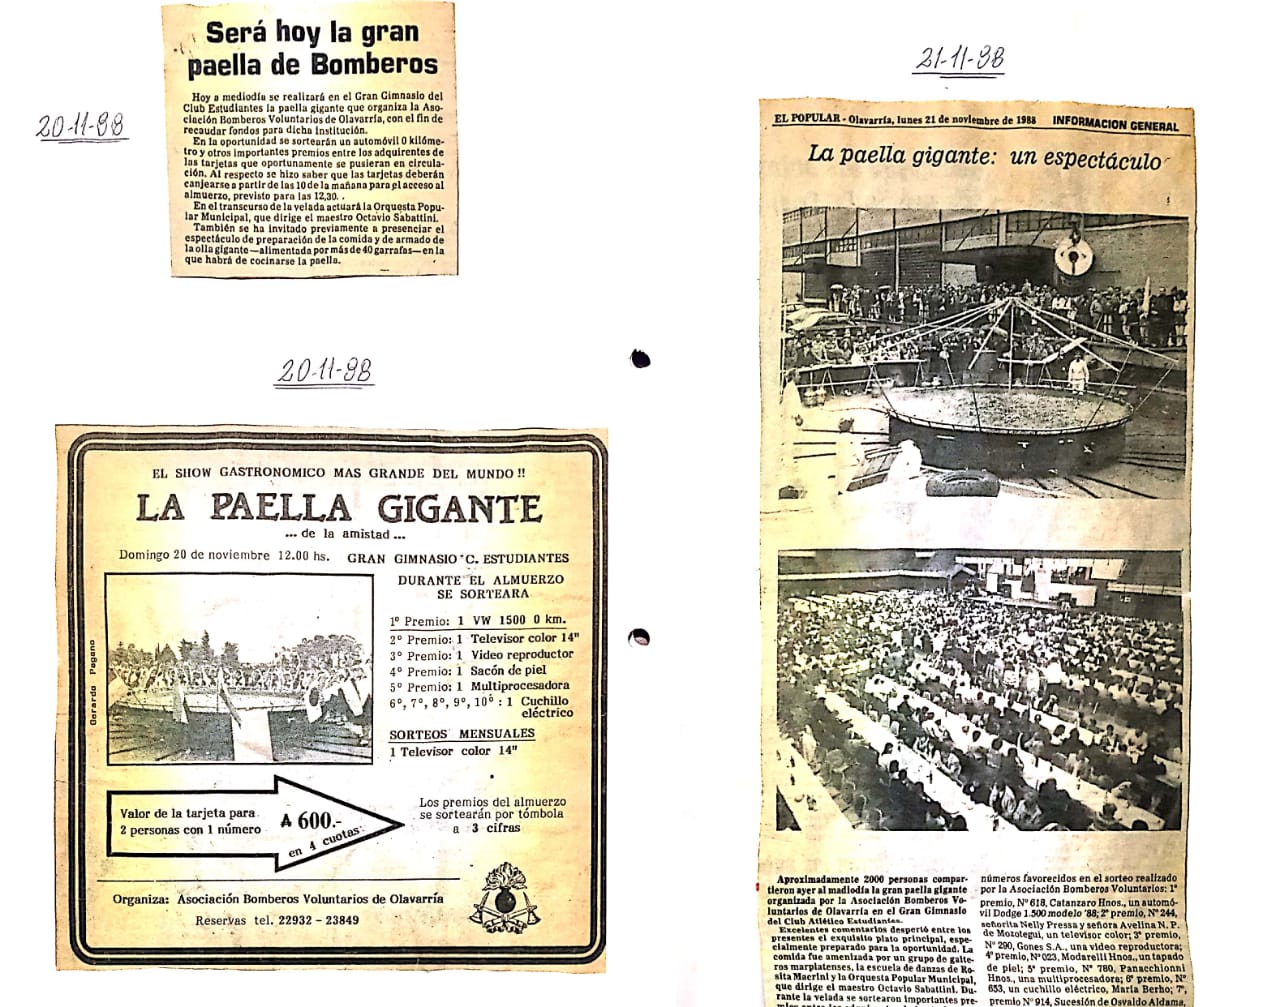 20-11-88
Será hoy la gran
paella de Bomberos
Hoy a mediodía se realizará en el Gran Gimnasio del
Club Estudiantes la paella gigante que organiza la Aso-
ciación Bomberos Voluntarios de Olavarría, con el fin de
recaudar fondos para dicha institución.
En la oportunidad se sortearán un automóvil 0 kilóme-
tro y otros importantes premios entre los adquirentes de
las tarjetas que oportunamente se pusieran en circula-
ción. Al respecto se hizo saber que las tarjetas deberán
canjearse a partir de las 10 de la mañana para el acceso al
almuerzo, previsto para las 12,30. .
En el transcurso de la velada actuará la Orquesta Popu-
lar Municipal, que dirige el maestro Octavio Sabattini.
También se ha invitado previamente a presenciar el
espectáculo de preparación de la comida y de armado de
la olla gigante —alimentada por más de 40 garrafas— en la
que habrá de cocinarse la paella.
20-11-88
EL SHOW GASTRONOMICO MAS GRANDE DEL MUNDO !!
LA PAELLA GIGANTE
... de la amistad ...
Domingo 20 de noviembre 12.00 hs. GRAN GIMNASIO C. ESTUDIANTES
DURANTE EL ALMUERZO
SE SORTEARA
1º Premio: 1 VW 1500 0 km.
2º Premio: 1 Televisor color 14"
3º Premio: 1 Video reproductor
4º Premio: 1 Sacón de piel
5º Premio: 1 Multiprocesadora
6º, 7º, 8º, 9º, 10º : 1 Cuchillo
eléctrico
SORTEOS MENSUALES
1 Televisor color 14"
Gerardo Pagano
Valor de la tarjeta para
2 personas con 1 número
A 600.-
en 4 cuotas
Los premios del almuerzo
se sortearán por tómbola
a 3 cifras
Organiza: Asociación Bomberos Voluntarios de Olavarría
Reservas tel. 22932 - 23849
21-11-88
EL POPULAR - Olavarría, lunes 21 de noviembre de 1988 INFORMACION GENERAL
La paella gigante: un espectáculo
Aproximadamente 2000 personas compar-
tieron ayer al madiodía la gran paella gigante
organizada por la Asociación Bomberos Vo-
luntarios de Olavarría en el Gran Gimnasio
del Club Atlético Estudiantes.
Excelentes comentarios despertó entre los
presentes el exquisito plato principal, espe-
cialmente preparado para la oportunidad. La
comida fue amenizada por un grupo de gaite-
ros marplatenses, la escuela de danzas de Ro-
sita Macrini y la Orquesta Popular Municipal,
que dirige el maestro Octavio Sabattini. Du-
rante la velada se sortearon importantes pre-
números favorecidos en el sorteo realizado
por la Asociación Bomberos Voluntarios: 1º
premio, Nº 618, Catanzaro Hnos., un automó-
vil Dodge 1.500 modelo '88; 2º premio, Nº 244,
señorita Nelly Pressa y señora Avelina N. P.
de Mozotegui, un televisor color; 3º premio,
Nº 290, Gones S.A., una video reproductora;
4º premio, Nº 023, Modarelli Hnos., un tapado
de piel; 5º premio, Nº 780, Panacchionni
Hnos., una multiprocesadora; 6º premio, Nº
653, un cuchillo eléctrico, María Berho; 7º,
premio Nº 914, Sucesión de Osvaldo Adama,